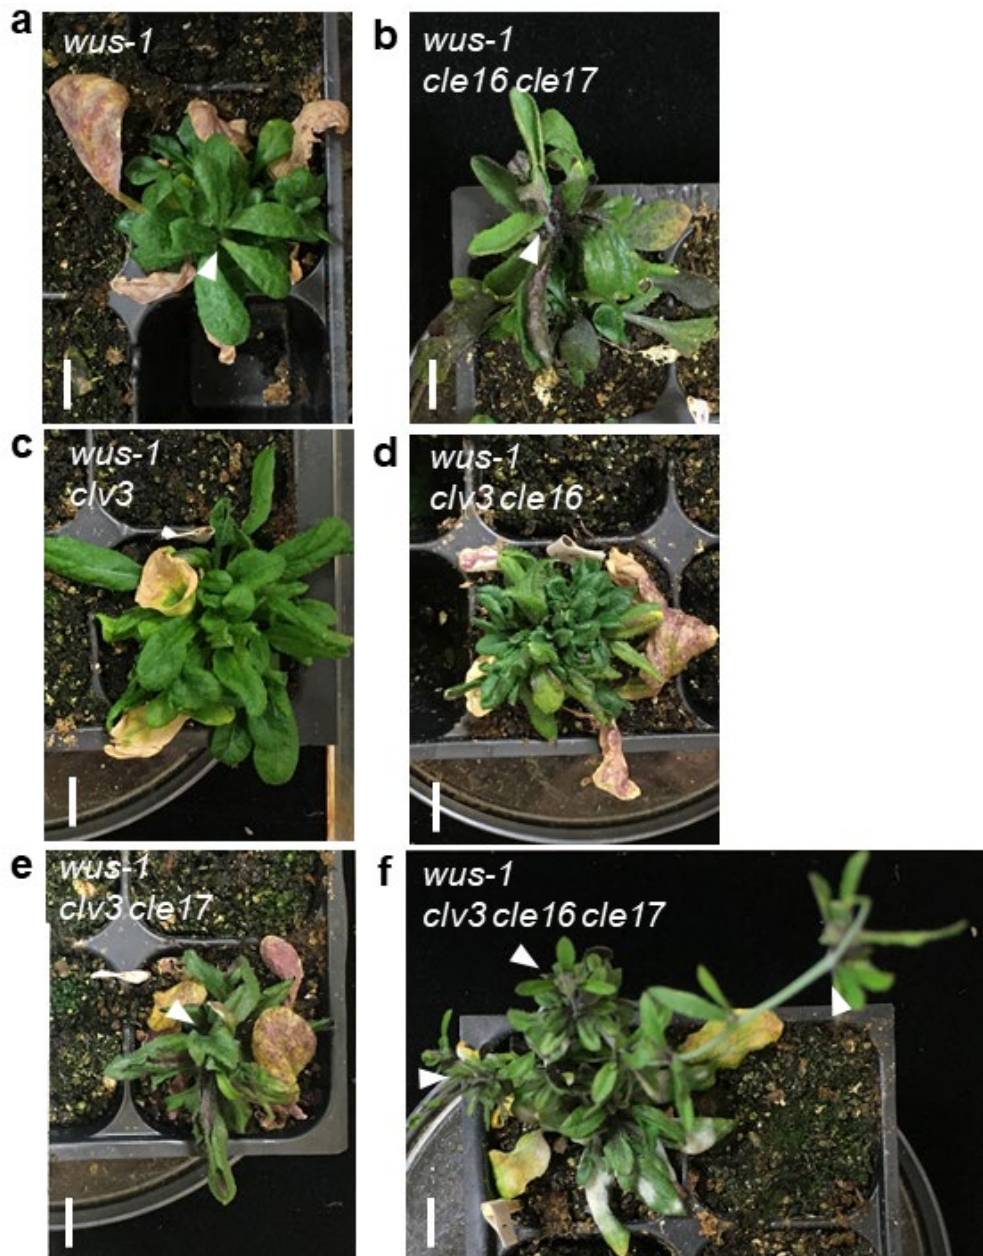 a
wus-1
b
wus-1
cle16 cle17
c
wus-1
clv3
d
wus-1
clv3 cle16
e
wus-1
clv3 cle17
f
wus-1
clv3 cle16 cle17